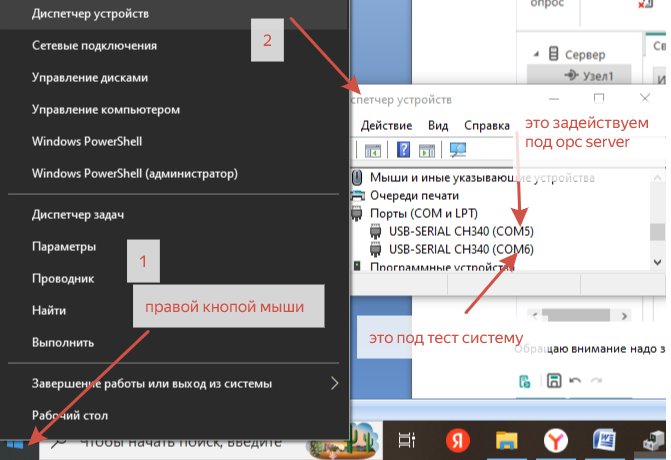 Диспетчер устройств
Сетевые подключения
Управление дисками
Управление компьютером
Windows PowerShell
Windows PowerShell (администратор)
Диспетчер задач
Параметры
Проводник
Найти
Выполнить
Завершение работы или выход из системы
Рабочий стол
2
1
правой кнопой мыши
Чтобы начать поиск, введите
опрос
Сервер
Узел1
Св
И
спетчер устройств
Действие Вид Справка
это задействуем
под opc server
Мыши и иные указывающие устройства
Очереди печати
Порты (COM и LPT)
USB-SERIAL CH340 (COM5)
USB-SERIAL CH340 (COM6)
Программные устройства
это под тест систему
Обращаю внимание надо з
Я
Y
W